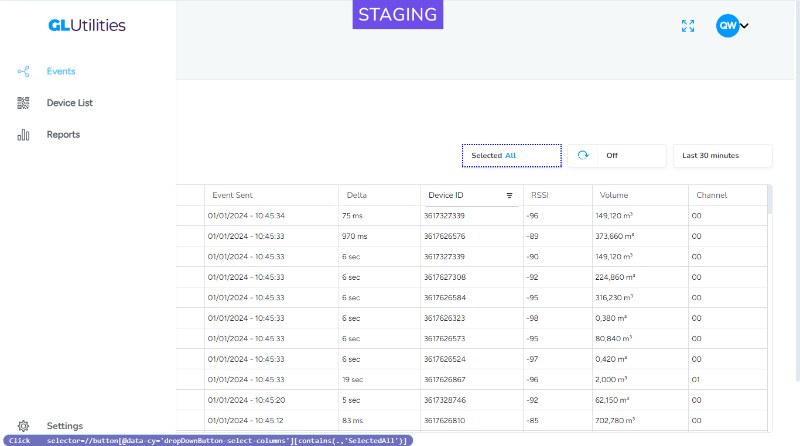 STAGING
GLUtilities
QW
Events
Device List
Reports
Selected All
Off
Last 30 minutes
Event Sent Delta Device ID RSSI Volume Channel
01/01/2024 - 10:45:34 75 ms 3617327339 -96 149,120 m³ 00
01/01/2024 - 10:45:33 970 ms 3617626576 -89 373,660 m³ 00
01/01/2024 - 10:45:33 6 sec 3617327339 -90 149,120 m³ 00
01/01/2024 - 10:45:33 6 sec 3617627308 -92 224,860 m³ 00
01/01/2024 - 10:45:33 6 sec 3617626584 -95 316,230 m³ 00
01/01/2024 - 10:45:33 6 sec 3617626323 -98 0,380 m³ 00
01/01/2024 - 10:45:33 6 sec 3617626573 -95 80,840 m³ 00
01/01/2024 - 10:45:33 6 sec 3617626524 -97 0,420 m³ 00
01/01/2024 - 10:45:33 19 sec 3617626867 -96 2,000 m³ 01
01/01/2024 - 10:45:20 5 sec 3617328746 -92 62,150 m³ 00
01/01/2024 - 10:45:12 83 ms 3617626810 -85 702,780 m³ 00
Settings
Click selector=//button[@data-cy='dropDownButton-select-columns'][contains(.,'SelectedAll')]